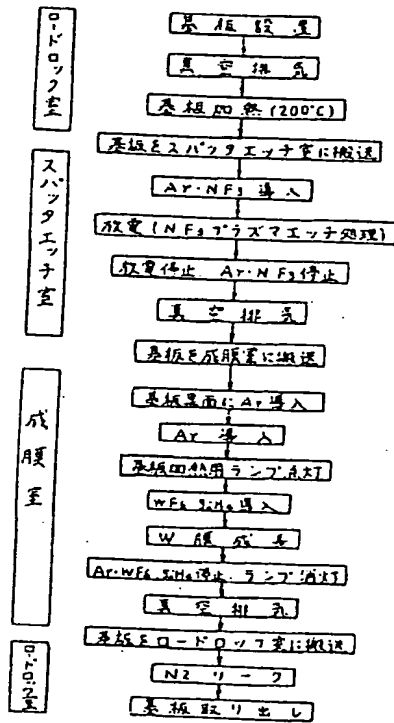 ロードロック室
基板設置
真空排気
基板加熱(200℃)
基板をスパッタエッチ室に搬送
スパッタエッチ室
Ar・NF3 導入
放電(NF3プラズマエッチ処理)
放電停止 Ar・NF3停止
真空排気
基板を成膜室に搬送
成膜室
基板裏面にAr導入
Ar 導入
基板加熱用ランプ点灯
WF6 SiH4導入
W膜成長
Ar・WF6 SiH4停止 ランプ消灯
真空排気
基板をロードロック室に搬送
ロードロック室
N2 リーク
基板取り出し